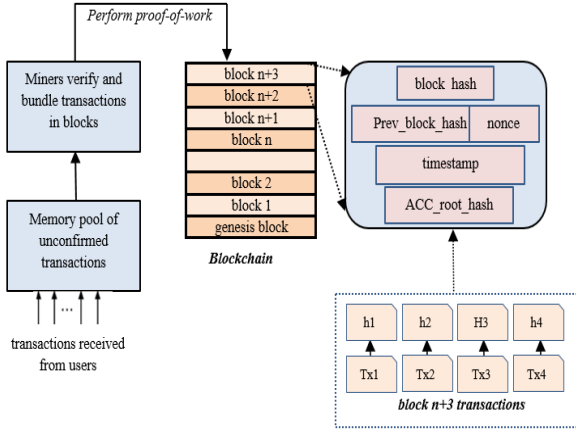 Perform proof-of-work
Miners verify and
bundle transactions
in blocks
Memory pool of
unconfirmed
transactions
...
transactions received
from users
block n+3
block n+2
block n+1
block n
block 2
block 1
genesis block
Blockchain
block_hash
Prev_block_hash
nonce
timestamp
ACC_root_hash
h1
h2
H3
h4
Tx1
Tx2
Tx3
Tx4
block n+3 transactions